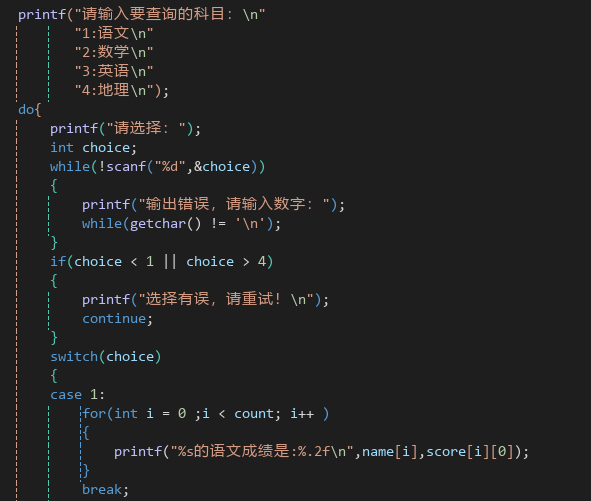 printf("请输入要查询的科目：\n"
"1:语文\n"
"2:数学\n"
"3:英语\n"
"4:地理\n");
do{
printf("请选择：");
int choice;
while(!scanf("%d",&choice))
{
printf("输出错误，请输入数字：");
while(getchar() != '\n');
}
if(choice < 1 || choice > 4)
{
printf("选择有误，请重试！\n");
continue;
}
switch(choice)
{
case 1:
for(int i = 0 ;i < count; i++ )
{
printf("%s的语文成绩是:%.2f\n",name[i],score[i][0]);
}
break;